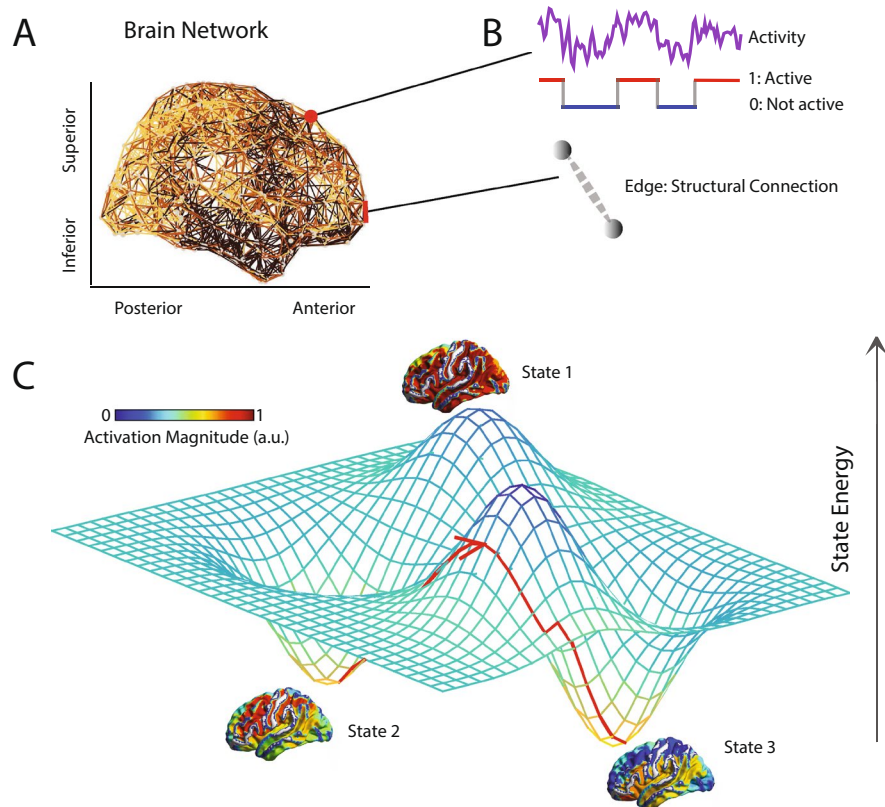 A
Brain Network
Superior
Inferior
Posterior
Anterior
B
Activity
1: Active
0: Not active
Edge: Structural Connection
C
0
1
Activation Magnitude (a.u.)
State 1
State 2
State 3
State Energy